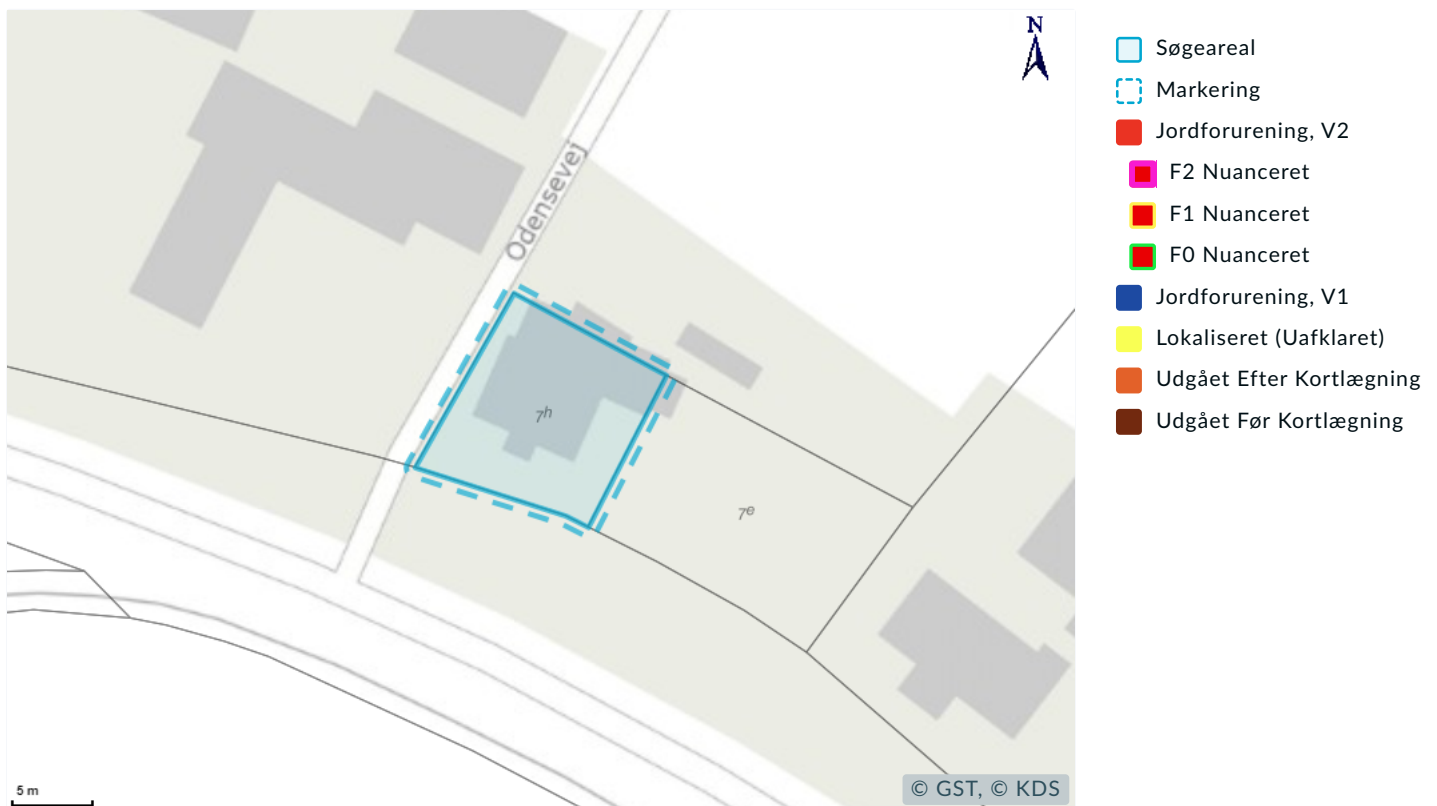 N
Odensevej
7h
7e
5 m
© GST, © KDS
Søgeareal
Markering
Jordforurening, V2
F2 Nuanceret
F1 Nuanceret
F0 Nuanceret
Jordforurening, V1
Lokaliseret (Uafklaret)
Udgået Efter Kortlægning
Udgået Før Kortlægning